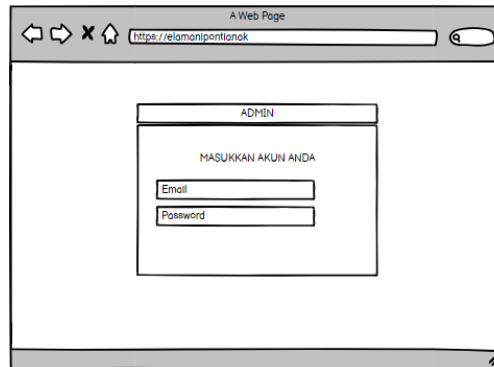 A Web Page
https://elamanipontianak
ADMIN
MASUKKAN AKUN ANDA
Email
Password